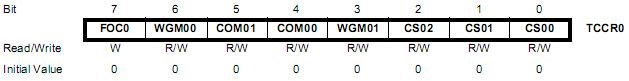 Bit 7 6 5 4 3 2 1 0
FOC0 WGM00 COM01 COM00 WGM01 CS02 CS01 CS00 TCCR0
Read/Write W R/W R/W R/W R/W R/W R/W R/W
Initial Value 0 0 0 0 0 0 0 0